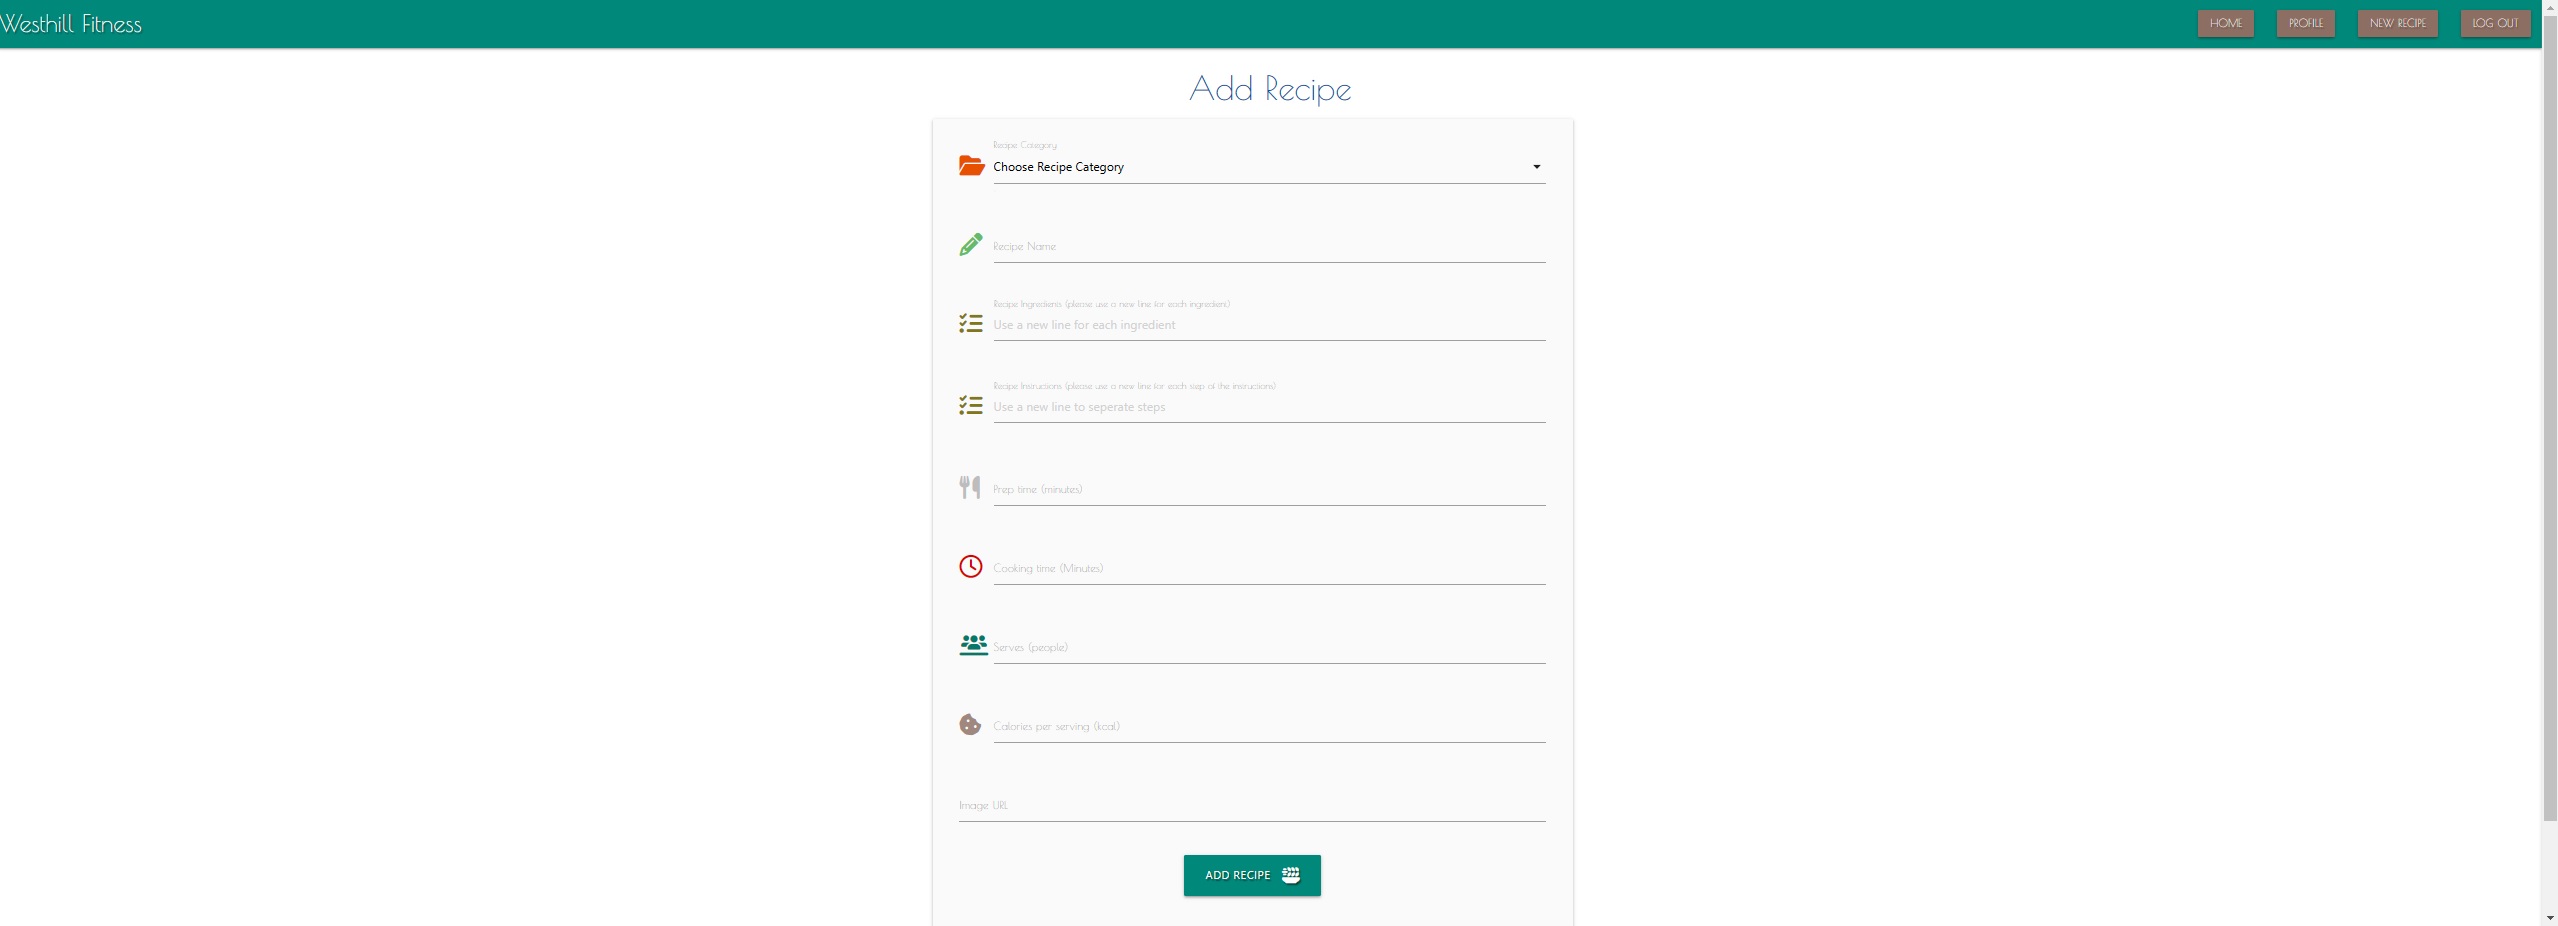 Westhill Fitness
HOME
PROFILE
NEW RECIPE
LOG OUT
Add Recipe
Recipe Category
Choose Recipe Category
Recipe Name
Recipe Ingredients (please use a new line for each ingredient)
Use a new line for each ingredient
Recipe Instructions (please use a new line for each step of the instructions)
Use a new line to seperate steps
Prep time (minutes)
Cooking time (Minutes)
Serves (people)
Calories per serving (kcal)
Image URL
ADD RECIPE